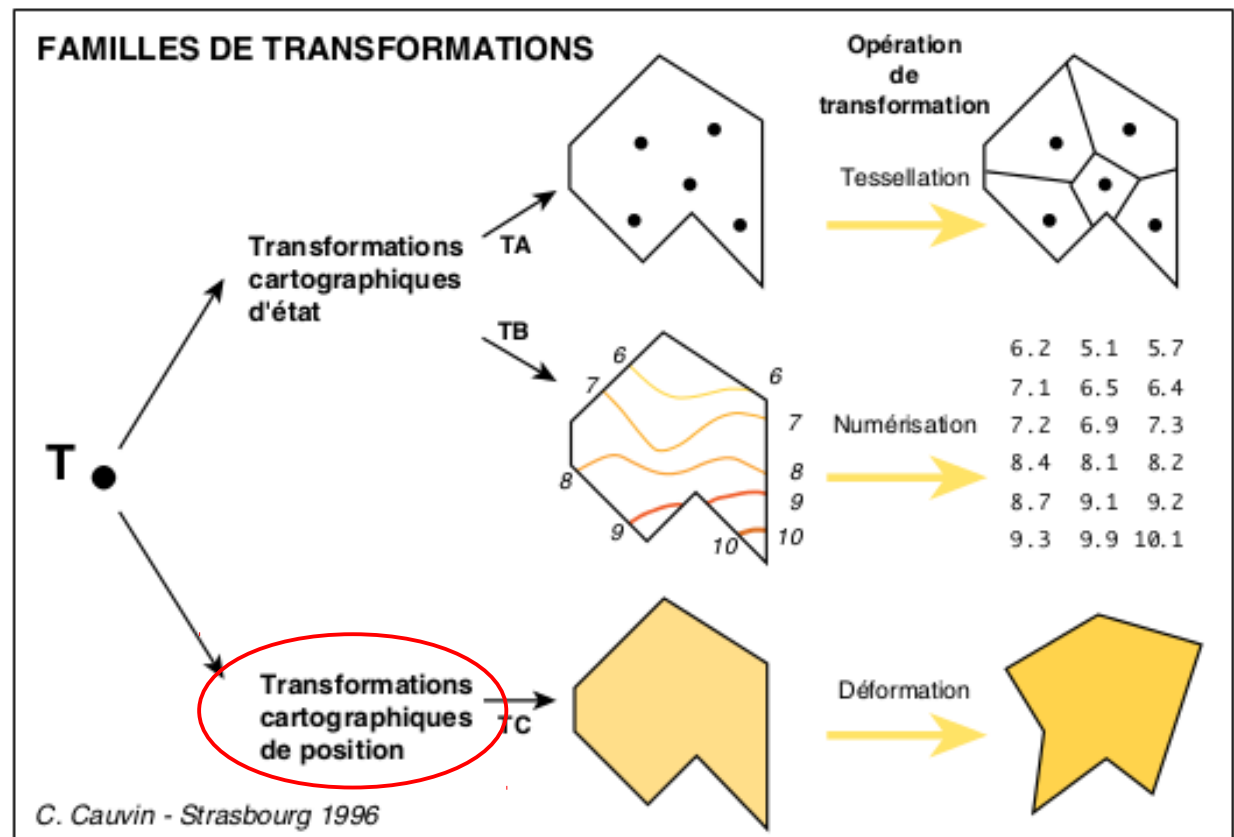 FAMILLES DE TRANSFORMATIONS
Opération
de
transformation
Tessellation
Transformations
cartographiques
d'état
TA
TB
6
7
8
9
10
6
7
8
9
10
Numérisation
6.2 5.1 5.7
7.1 6.5 6.4
7.2 6.9 7.3
8.4 8.1 8.2
8.7 9.1 9.2
9.3 9.9 10.1
T
Transformations
cartographiques
de position
TC
Déformation
C. Cauvin - Strasbourg 1996